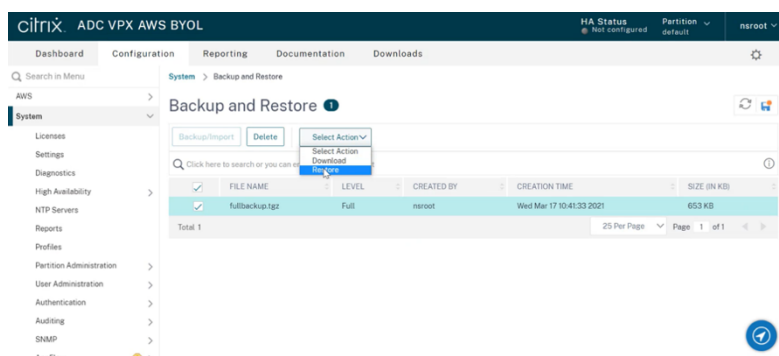 citrix ADC VPX AWS BYOL
HA Status
Not configured
Partition
default
nsroot
Dashboard Configuration Reporting Documentation Downloads
Search in Menu
AWS
System
Licenses
Settings
Diagnostics
High Availability
NTP Servers
Reports
Profiles
Partition Administration
User Administration
Authentication
Auditing
SNMP
System > Backup and Restore
Backup and Restore 1
Backup/Import Delete Select Action
Select Action
Download
Restore
Click here to search or you can
FILE NAME LEVEL CREATED BY CREATION TIME SIZE (IN KB)
fullbackup.tgz Full nsroot Wed Mar 17 10:41:33 2021 653 KB
Total 1 25 Per Page Page 1 of 1